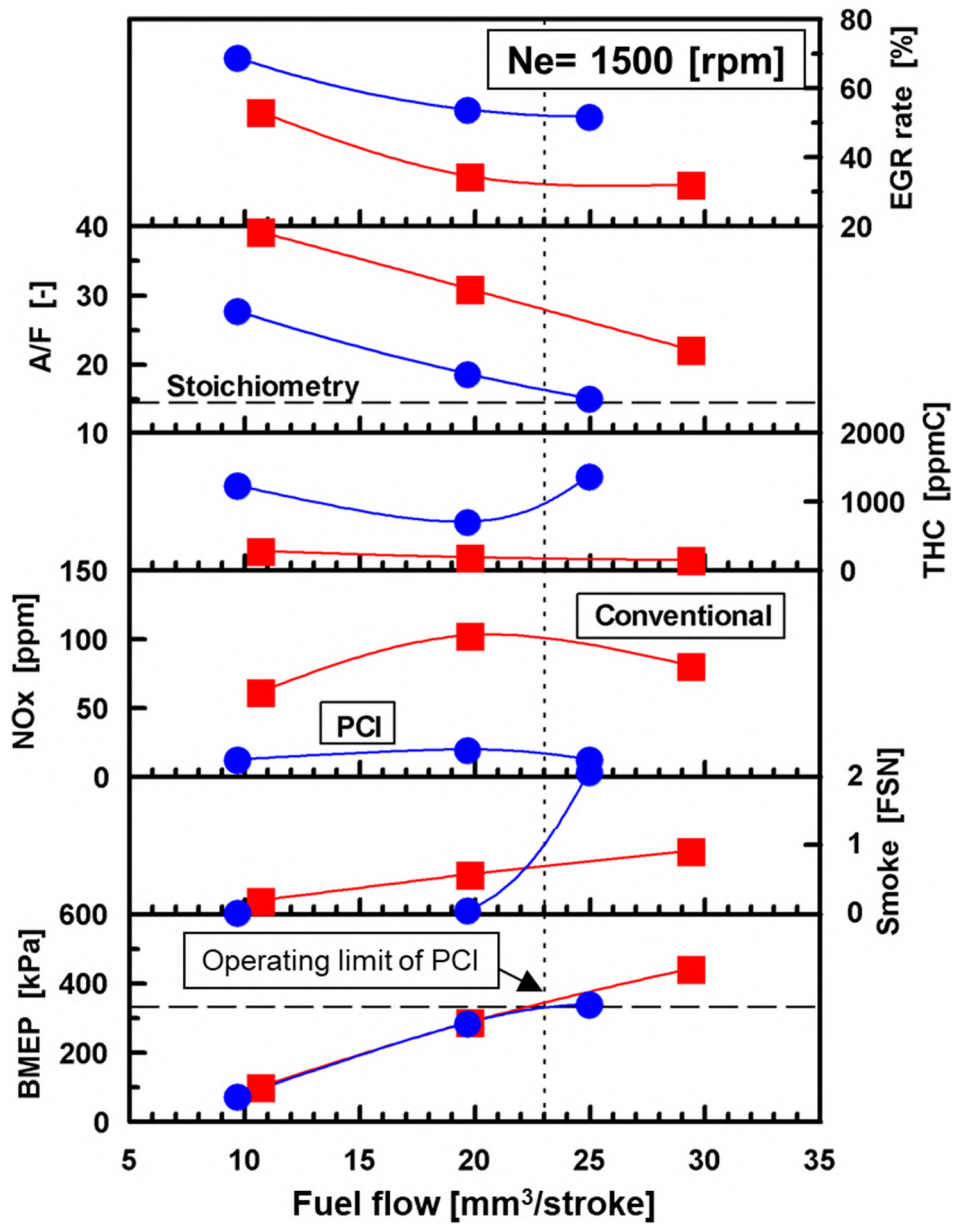 Ne= 1500 [rpm]
80
60
40
20
EGR rate [%]
40
30
20
10
A/F [-]
Stoichiometry
2000
1000
0
THC [ppmC]
150
100
50
0
NOx [ppm]
Conventional
PCI
2
1
0
Smoke [FSN]
600
400
200
0
BMEP [kPa]
Operating limit of PCI
5 10 15 20 25 30 35
Fuel flow [mm³/stroke]